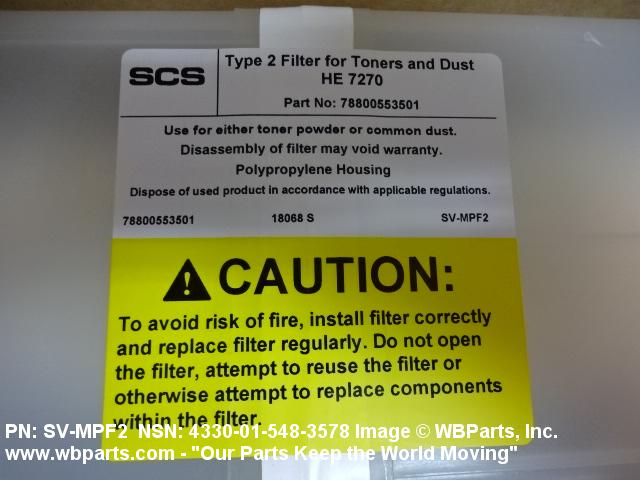 SCS
Type 2 Filter for Toners and Dust
HE 7270
Part No: 78800553501
Use for either toner powder or common dust.
Disassembly of filter may void warranty.
Polypropylene Housing
Dispose of used product in accordance with applicable regulations.
78800553501 18068 S SV-MPF2
CAUTION:
To avoid risk of fire, install filter correctly
and replace filter regularly. Do not open
the filter, attempt to reuse the filter or
otherwise attempt to replace components
within the filter.
PN: SV-MPF2 NSN: 4330-01-548-3578 Image © WBParts, Inc.
www.wbparts.com - "Our Parts Keep the World Moving"